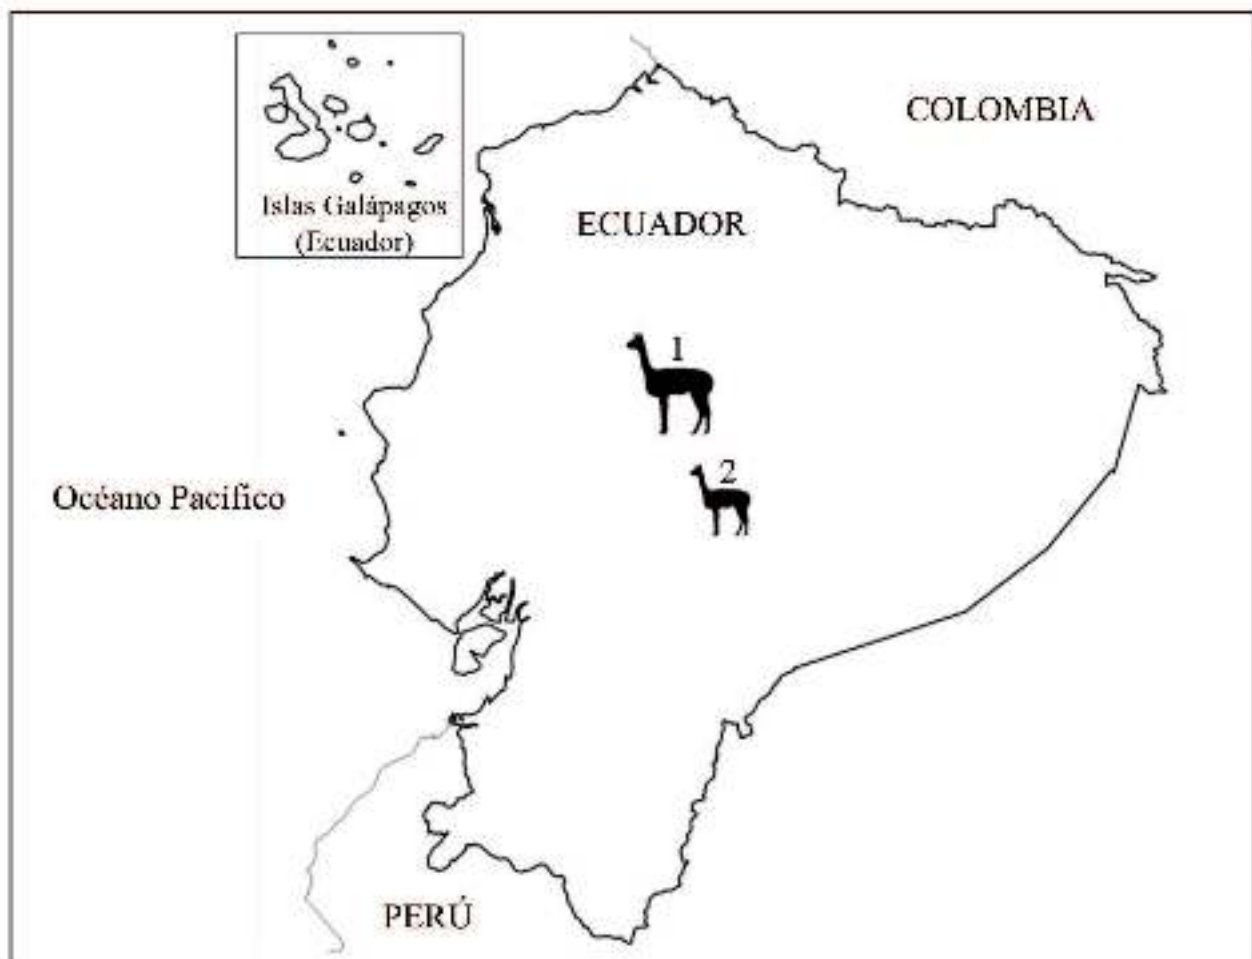 COLOMBIA
Islas Galápagos
(Ecuador)
ECUADOR
1
2
Océano Pacífico
PERÚ